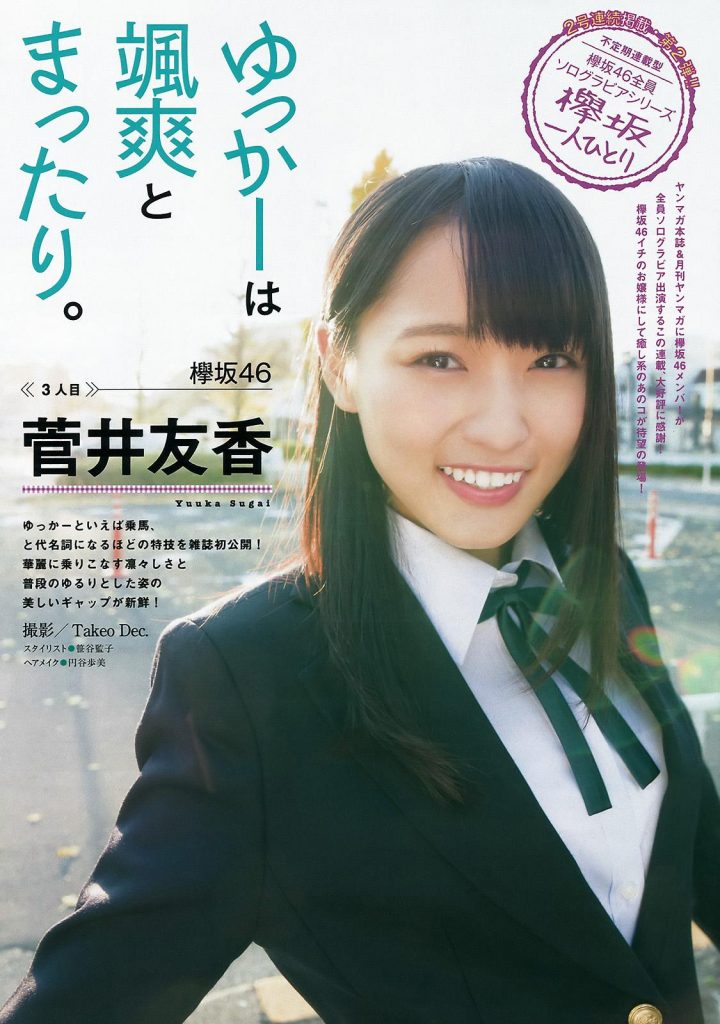 ゆっかーは
颯爽と
まったり。
2号連続掲載・第2弾!!
不定期連載型
欅坂46全員
ソログラビアシリーズ
欅坂
一人ひとり
ヤンマガ本誌&月刊ヤンマガに欅坂46メンバーが
全員ソログラビア出演するこの連載、大好評に感謝!
欅坂46イチのお嬢様にして癒し系のあのコが待望の登場!
欅坂46
≪3人目≫
菅井友香
Yuuka Sugai
ゆっかーといえば乗馬、
と代名詞になるほどの特技を雑誌初公開!
華麗に乗りこなす凛々しさと
普段のゆるりとした姿の
美しいギャップが新鮮!
撮影/Takeo Dec.
スタイリスト●笹谷監子
ヘアメイク●円谷歩美